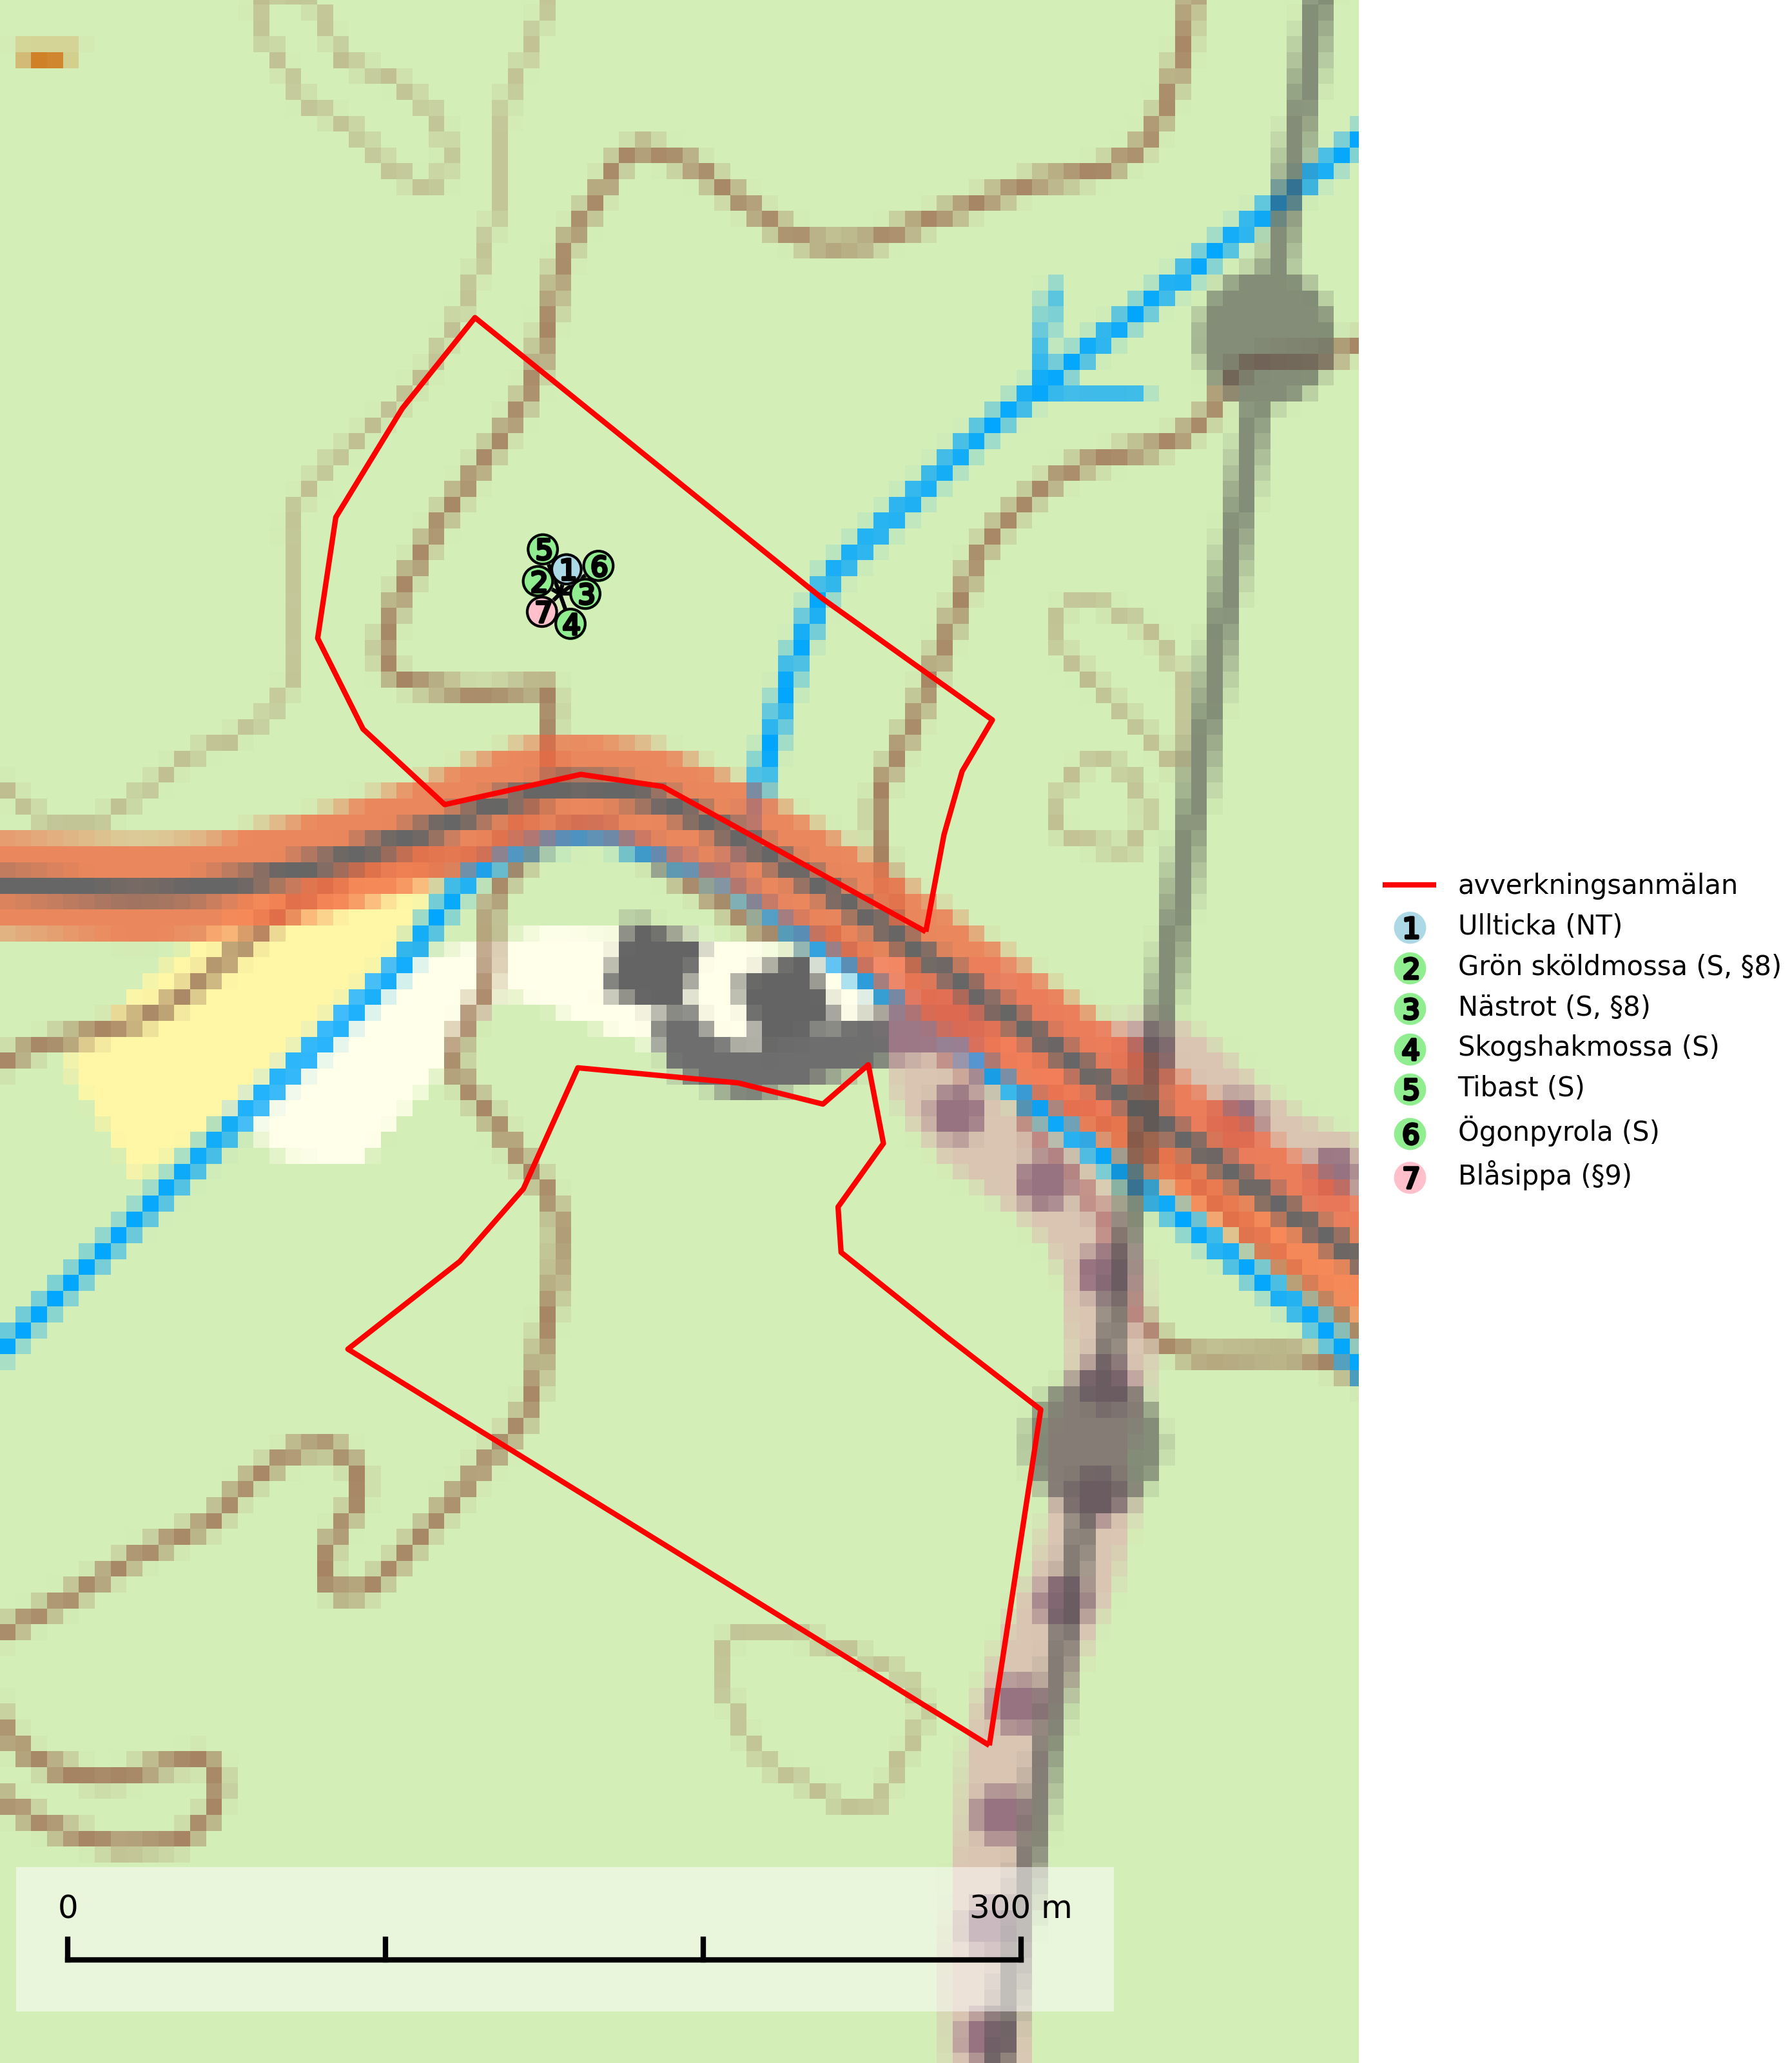 5
1
6
2
3
7
4
avverkningsanmälan
1 Ullticka (NT)
2 Grön sköldmossa (S, §8)
3 Nästrot (S, §8)
4 Skogshakmossa (S)
5 Tibast (S)
6 Ögonpyrola (S)
7 Blåsippa (§9)
0 300 m